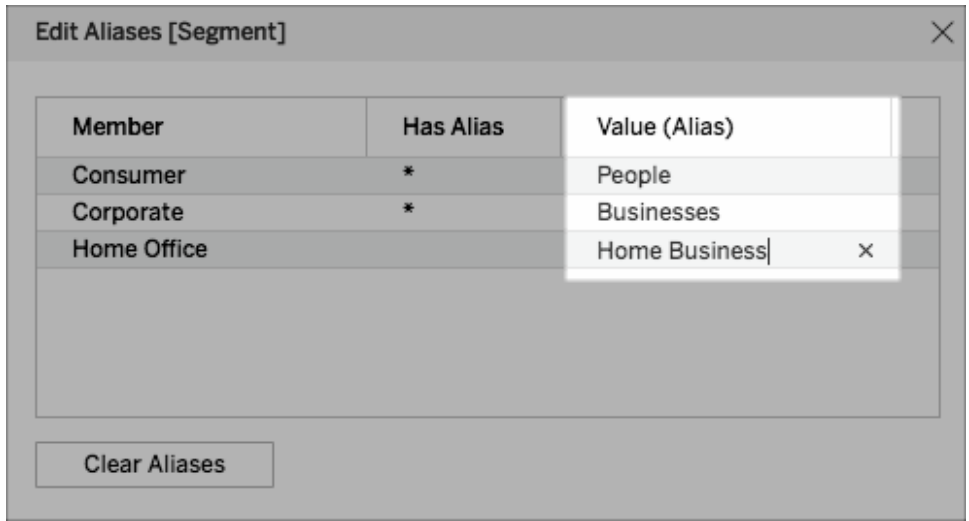 Edit Aliases [Segment]
Member Has Alias Value (Alias)
Consumer * People
Corporate * Businesses
Home Office Home Business
Clear Aliases